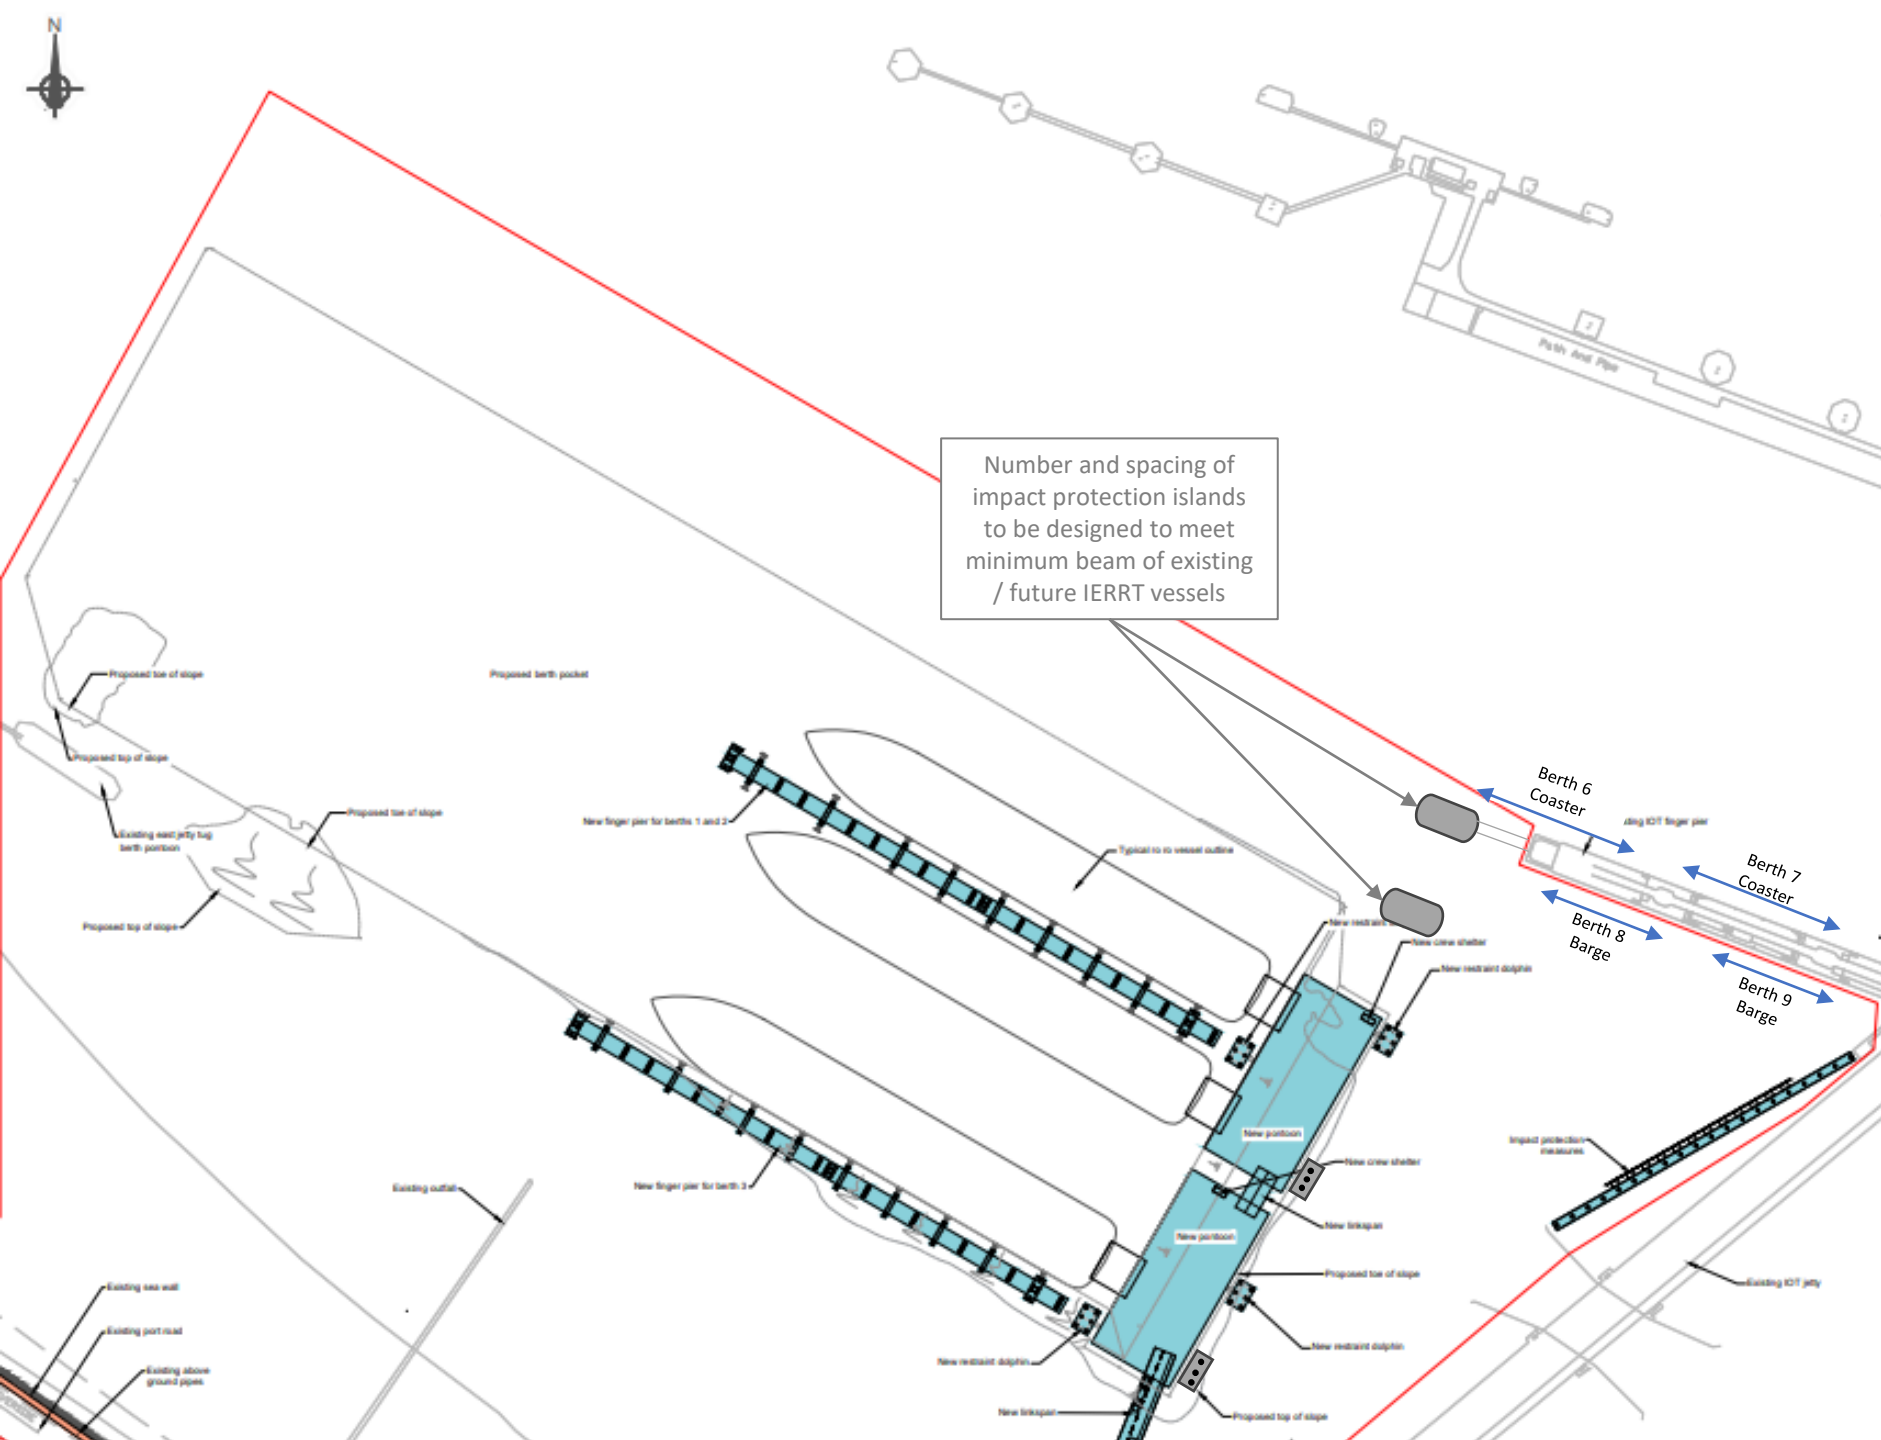 N
Path And Pipe
Number and spacing of
impact protection islands
to be designed to meet
minimum beam of existing
/ future IERRT vessels
Proposed toe of slope
Proposed berth pocket
Proposed top of slope
Berth 6
Coaster
ting IOT finger pier
New finger pier for berths 1 and 2
Proposed toe of slope
Existing east jetty tug
berth pontoon
Typical ro ro vessel outline
Berth 7
Coaster
Proposed top of slope
New restraint
New crew shelter
Berth 8
Barge
New restraint dolphin
Berth 9
Barge
New pontoon
Impact protection
measures
New crew shelter
New finger pier for berth 3
Existing outfall
New linkspan
New pontoon
Proposed toe of slope
Existing IOT jetty
Existing sea wall
Existing port road
New restraint dolphin
New restraint dolphin
Existing above
ground pipes
New linkspan
Proposed top of slope